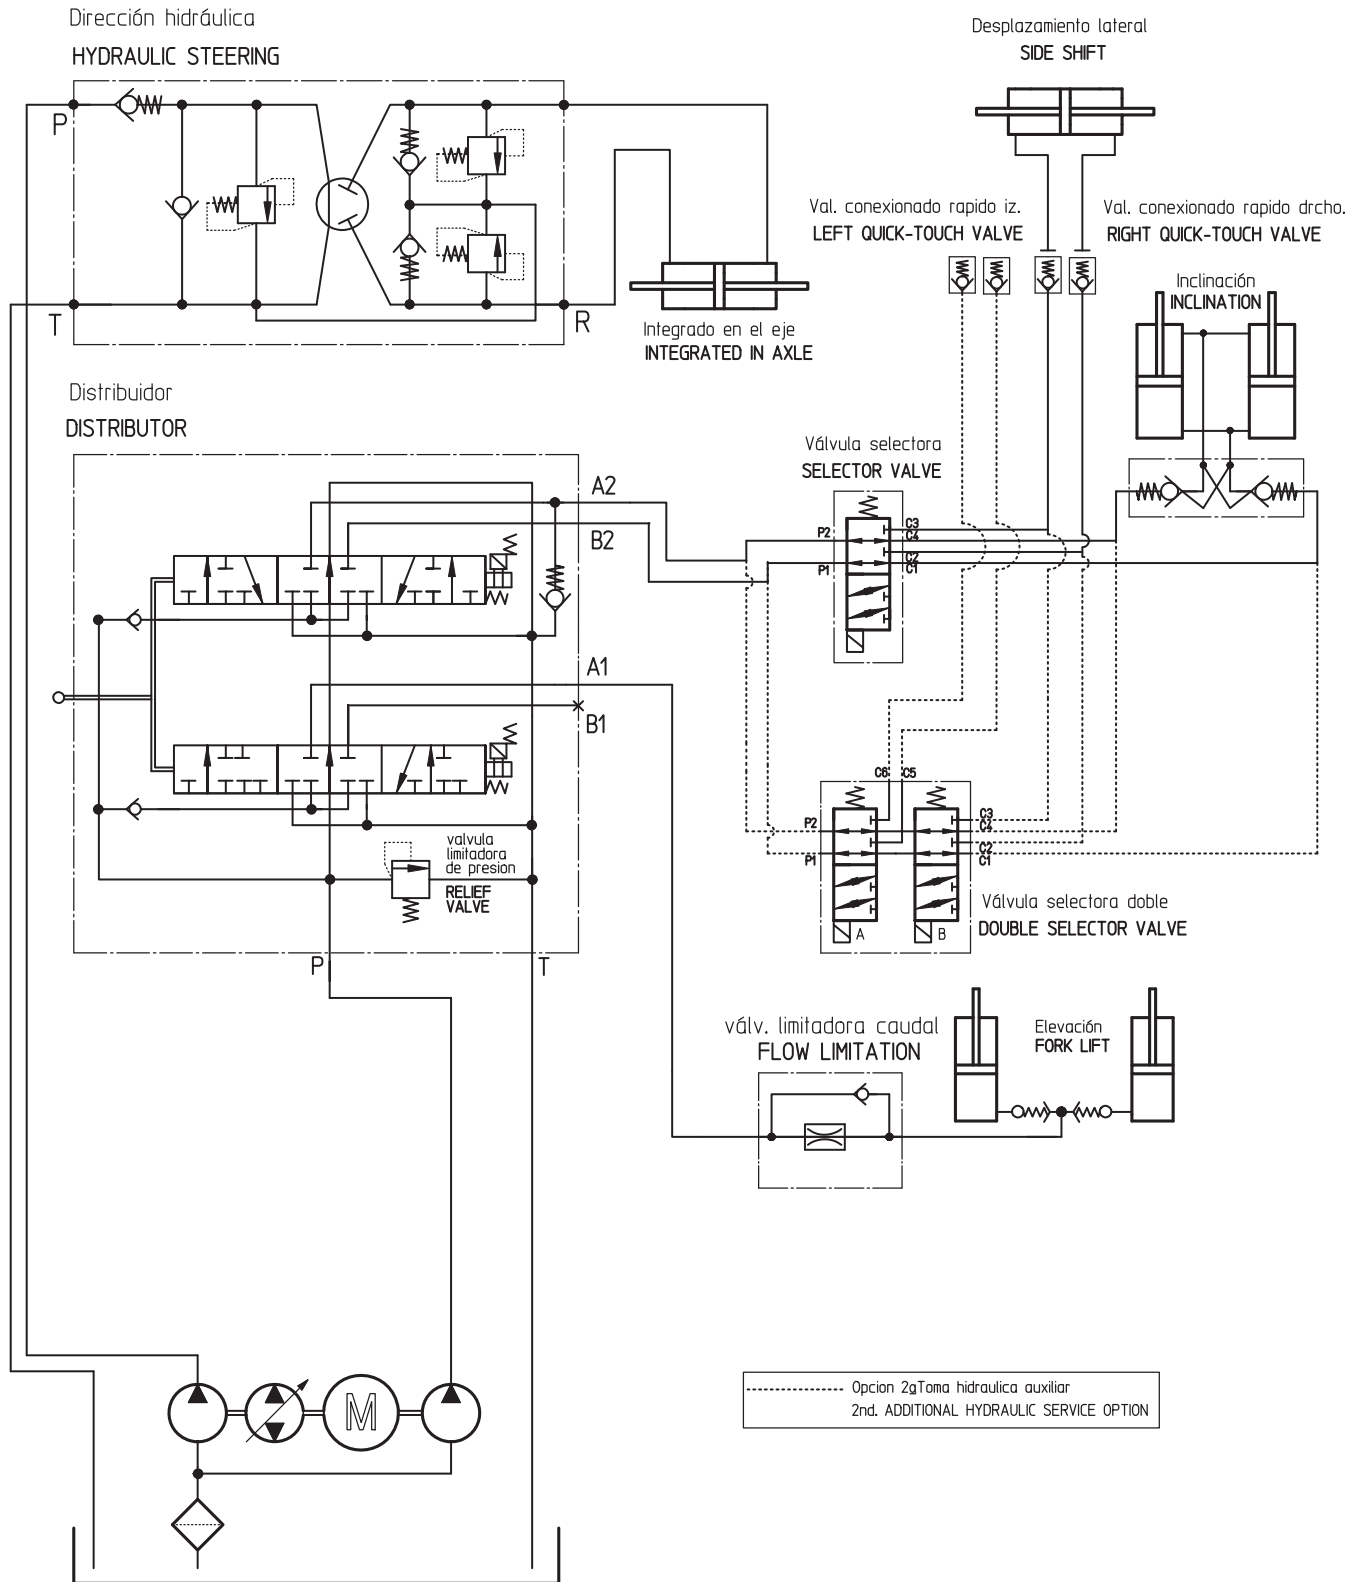 Dirección hidráulica
HYDRAULIC STEERING
P
T
R
Integrado en el eje
INTEGRATED IN AXLE
Desplazamiento lateral
SIDE SHIFT
Val. conexionado rapido iz.
LEFT QUICK-TOUCH VALVE
Val. conexionado rapido drcho.
RIGHT QUICK-TOUCH VALVE
Inclinación
INCLINATION
Distribuidor
DISTRIBUTOR
A2
B2
A1
B1
valvula
limitadora
de presion
RELIEF
VALVE
P
T
Válvula selectora
SELECTOR VALVE
P2
P1
C3
C4
C2
C1
C6
C5
P2
P1
C3
C4
C2
C1
A
B
Válvula selectora doble
DOUBLE SELECTOR VALVE
válv. limitadora caudal
FLOW LIMITATION
Elevación
FORK LIFT
M
Opcion 2ªToma hidraulica auxiliar
2nd. ADDITIONAL HYDRAULIC SERVICE OPTION